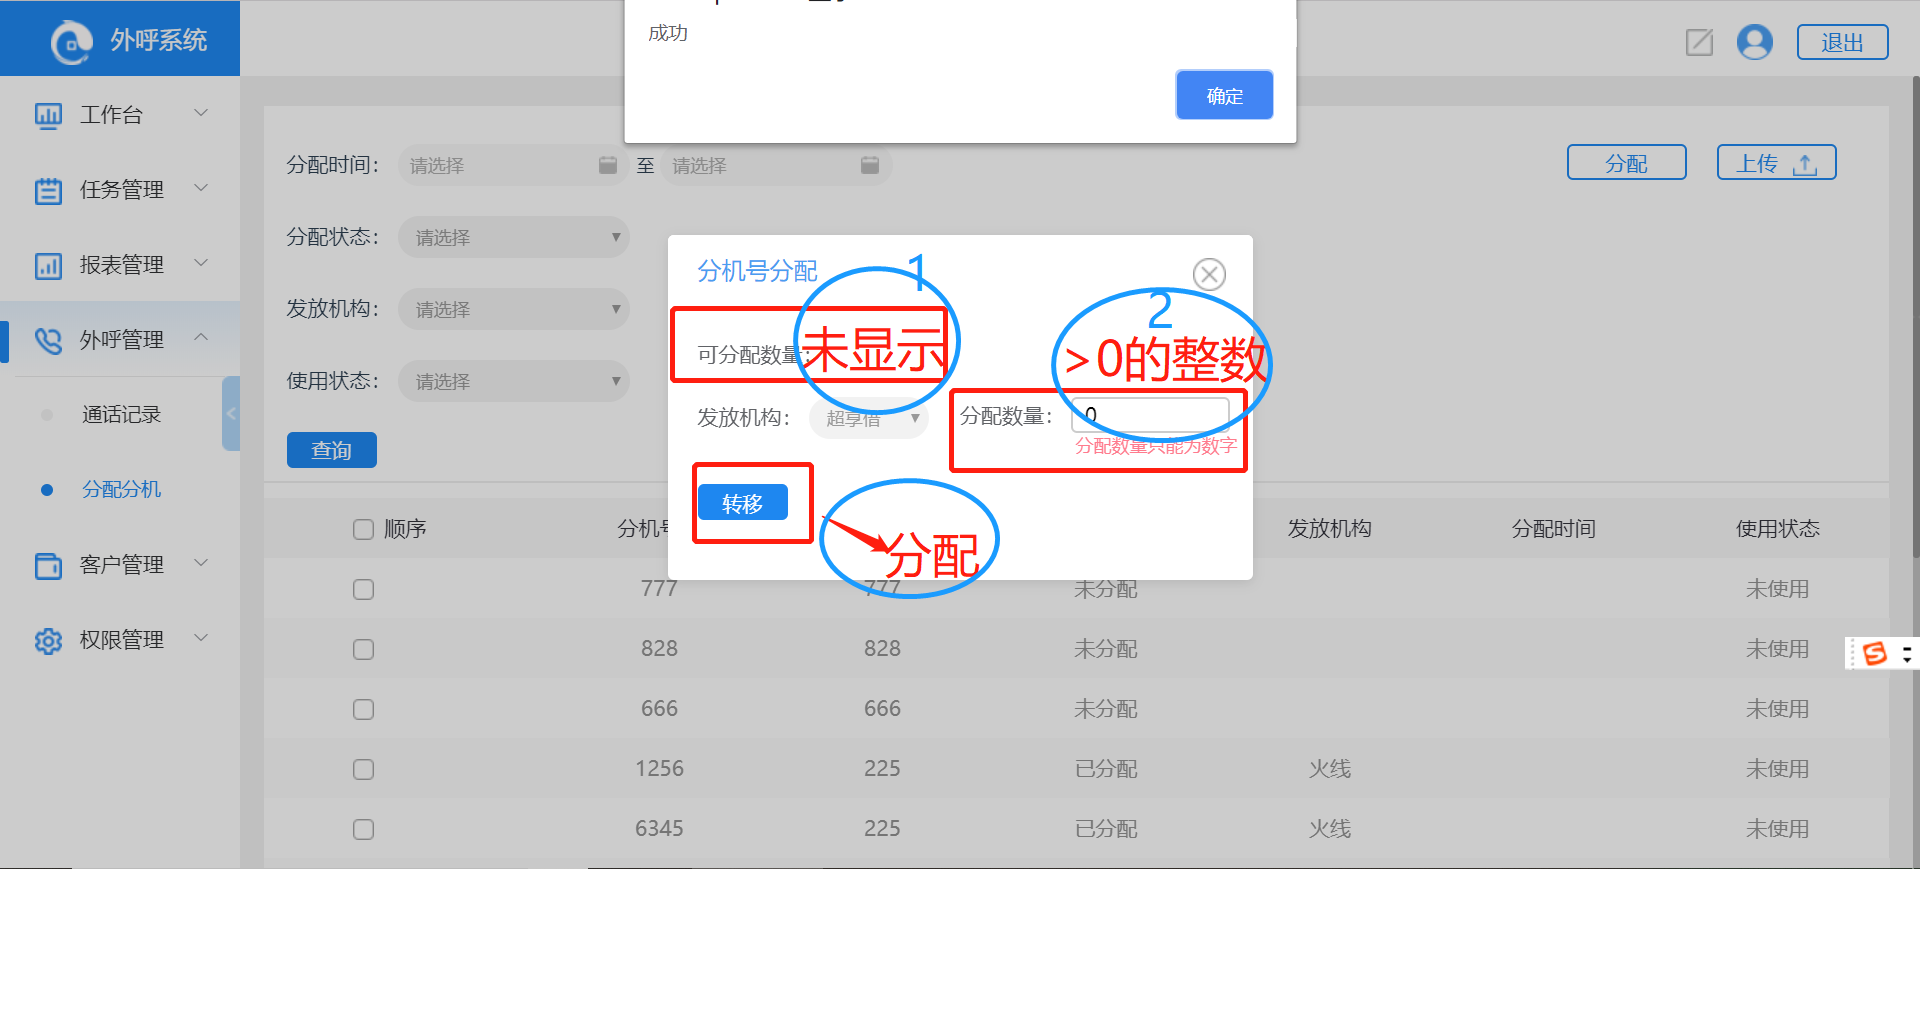 成功
确定
外呼系统
退出
工作台
任务管理
报表管理
外呼管理
通话记录
分配分机
客户管理
权限管理
分配时间： 请选择 至 请选择
分配 上传
分配状态： 请选择
发放机构： 请选择
使用状态： 请选择
查询
分机号分配
1
2
可分配数量：
未显示
>0的整数
发放机构： 超享借
分配数量： 0
分配数量只能为数字
转移
分配
顺序 分机号 发放机构 分配时间 使用状态
777 777 未分配 未使用
828 828 未分配 未使用
666 666 未分配 未使用
1256 225 已分配 火线 未使用
6345 225 已分配 火线 未使用